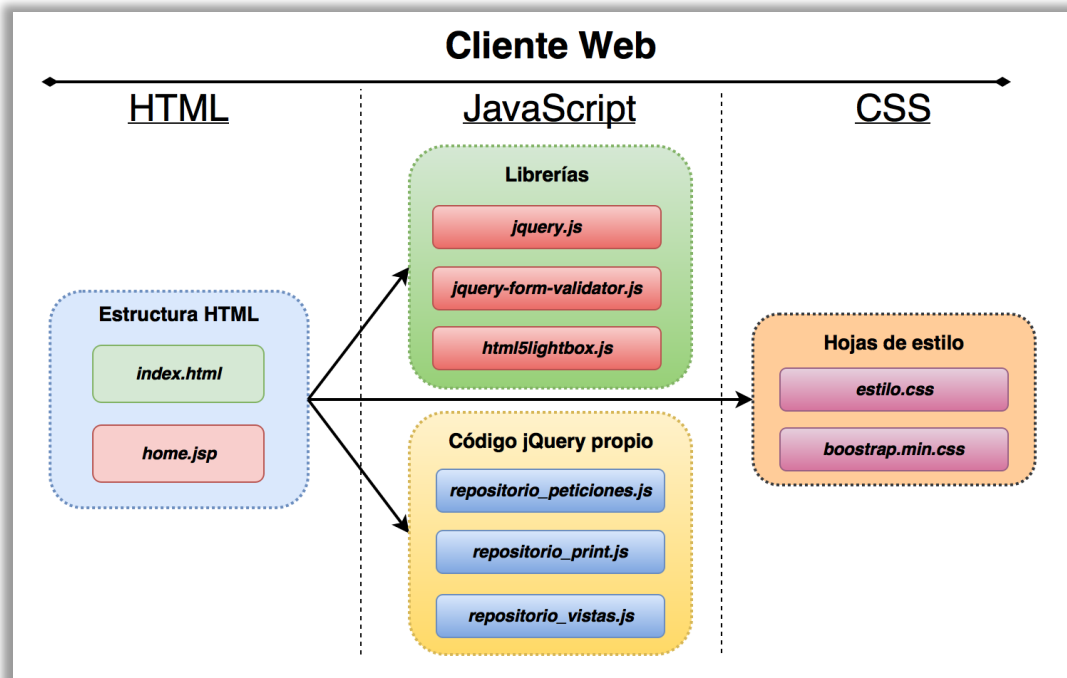 Cliente Web
HTML
JavaScript
CSS
Estructura HTML
index.html
home.jsp
Librerías
jquery.js
jquery-form-validator.js
html5lightbox.js
Código jQuery propio
repositorio_peticiones.js
repositorio_print.js
repositorio_vistas.js
Hojas de estilo
estilo.css
boostrap.min.css